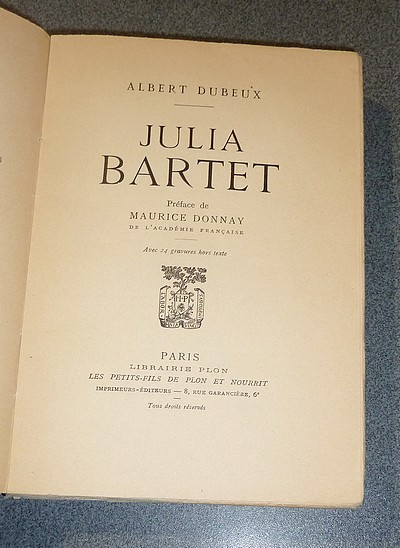 ALBERT DUBEUX
JULIA
BARTET
Préface de
MAURICE DONNAY
DE L'ACADÉMIE FRANÇAISE
Avec 24 gravures hors texte
H·P
PARIS
LIBRAIRIE PLON
LES PETITS-FILS DE PLON ET NOURRIT
IMPRIMEURS-ÉDITEURS — 8, RUE GARANCIÈRE, 6e
Tous droits réservés